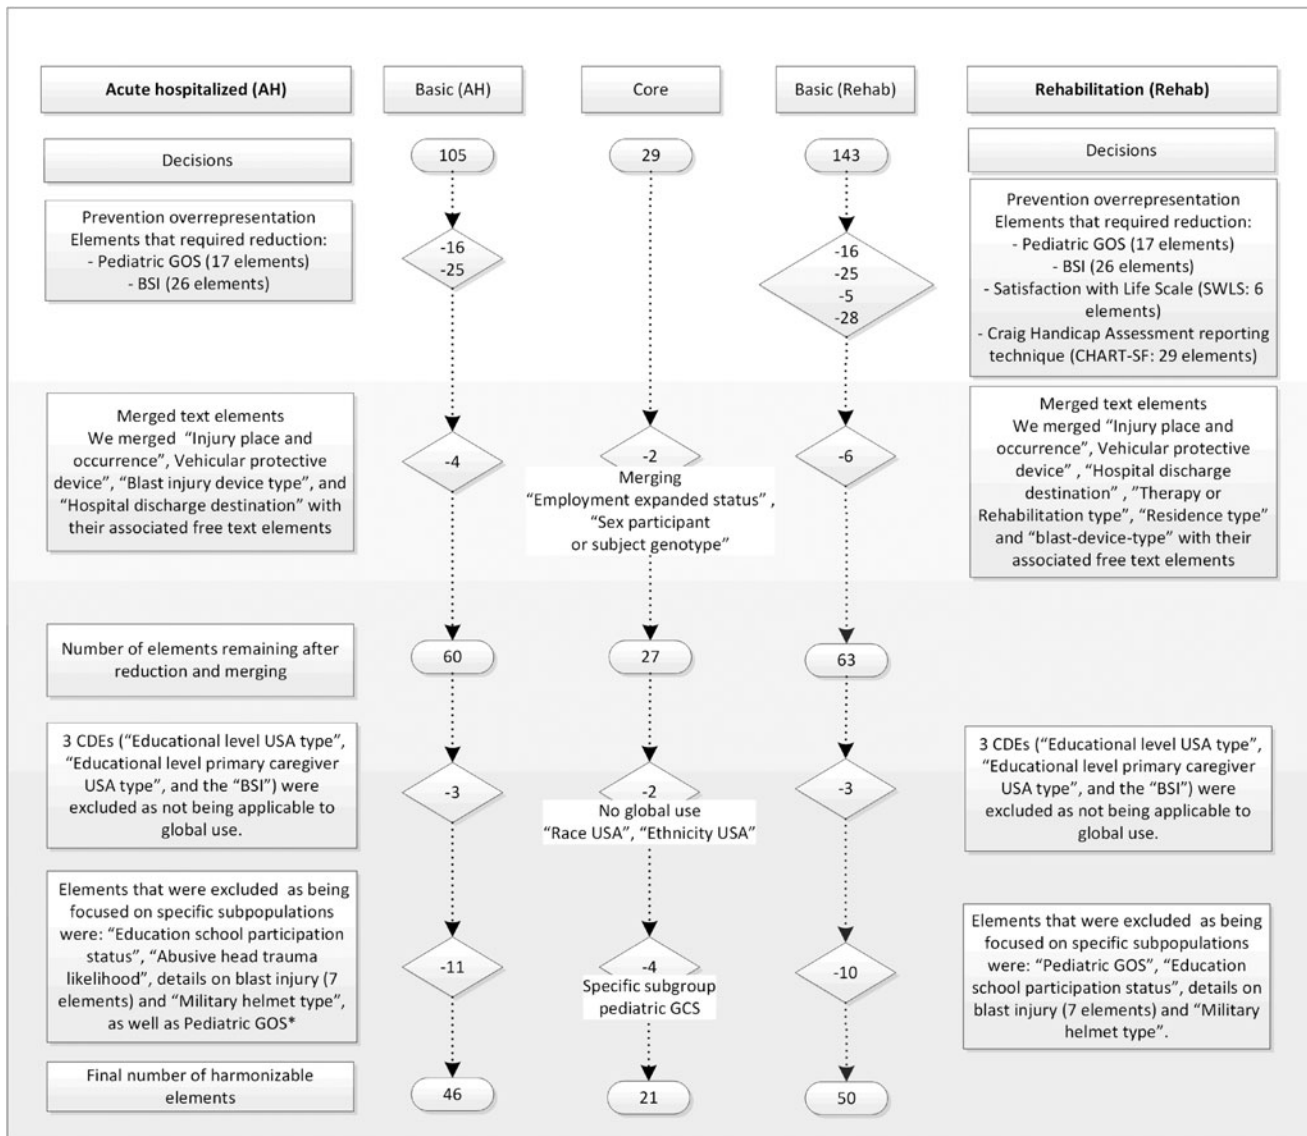 Acute hospitalized (AH)
Basic (AH)
Core
Basic (Rehab)
Rehabilitation (Rehab)
Decisions
105
29
143
Decisions
Prevention overrepresentation
Elements that required reduction:
- Pediatric GOS (17 elements)
- BSI (26 elements)
-16
-25
-16
-25
-5
-28
Prevention overrepresentation
Elements that required reduction:
- Pediatric GOS (17 elements)
- BSI (26 elements)
- Satisfaction with Life Scale (SWLS: 6
elements)
- Craig Handicap Assessment reporting
technique (CHART-SF: 29 elements)
Merged text elements
We merged “Injury place and
occurrence”, Vehicular protective
device”, “Blast injury device type”, and
“Hospital discharge destination” with
their associated free text elements
-4
-2
Merging
“Employment expanded status” ,
“Sex participant
or subject genotype”
-6
Merged text elements
We merged “Injury place and
occurrence”, Vehicular protective
device” , “Hospital discharge
destination” , ”Therapy or
Rehabilitation type”, “Residence type”
and “blast-device-type” with their
associated free text elements
Number of elements remaining after
reduction and merging
60
27
63
3 CDEs (“Educational level USA type”,
“Educational level primary caregiver
USA type”, and the “BSI”) were
excluded as not being applicable to
global use.
-3
-2
No global use
“Race USA”, “Ethnicity USA”
-3
3 CDEs (“Educational level USA type”,
“Educational level primary caregiver
USA type”, and the “BSI”) were
excluded as not being applicable to
global use.
Elements that were excluded as being
focused on specific subpopulations
were: “Education school participation
status”, “Abusive head trauma
likelihood”, details on blast injury (7
elements) and “Military helmet type”,
as well as Pediatric GOS*
-11
-4
Specific subgroup
pediatric GCS
-10
Elements that were excluded as being
focused on specific subpopulations
were: “Pediatric GOS”, “Education
school participation status”, details on
blast injury (7 elements) and “Military
helmet type”.
Final number of harmonizable
elements
46
21
50